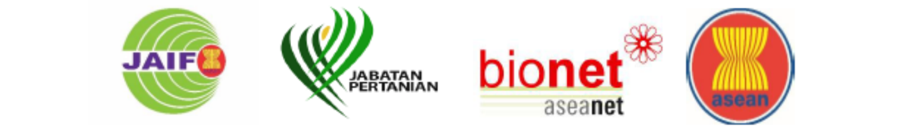 JAIF
JABATAN
PERTANIAN
bionet
aseanet
asean